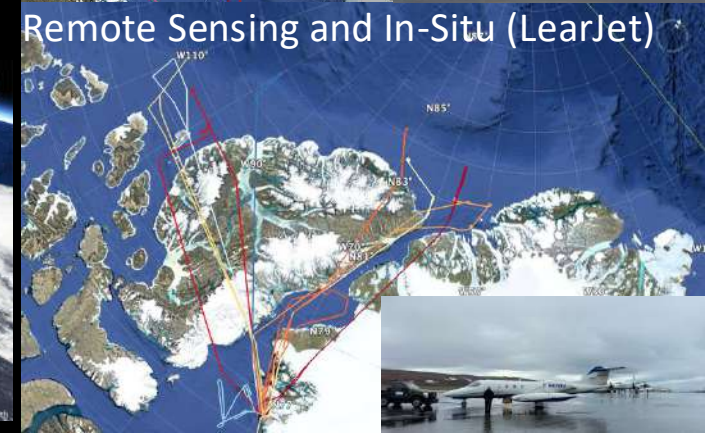 Remote Sensing and In-Situ (LearJet)
W110°
N85°
W90°
N83°
W70°
N81°
N79°